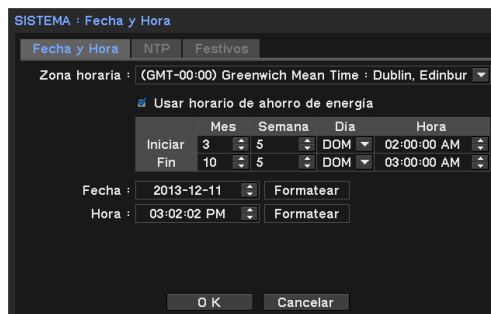 SISTEMA : Fecha y Hora
Fecha y Hora NTP Festivos
Zona horaria : (GMT-00:00) Greenwich Mean Time : Dublin, Edinbur
Usar horario de ahorro de energía
Mes Semana Día Hora
Iniciar 3 5 DOM 02:00:00 AM
Fin 10 5 DOM 03:00:00 AM
Fecha : 2013-12-11 Formatear
Hora : 03:02:02 PM Formatear
O K Cancelar